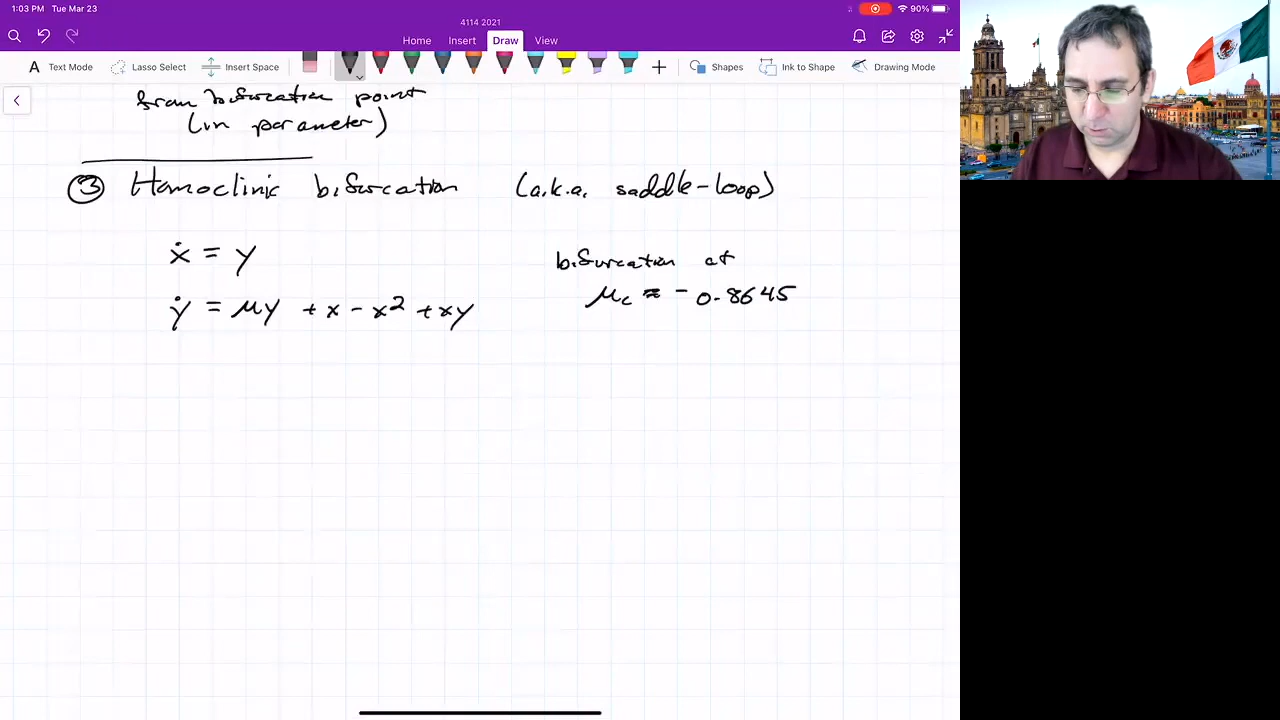 1:03 PM Tue Mar 23
90%
4114 2021
Home Insert Draw View
A Text Mode Lasso Select Insert Space Shapes Ink to Shape Drawing Mode
from bifurcation point
(in parameter)
③ Homoclinic bifurcation (a.k.a. saddle-loop)
ẋ = y
bifurcation at
μc ≈ -0.8645
ẏ = μy + x - x² + xy